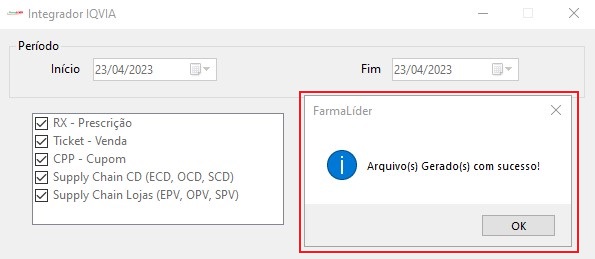 Integrador IQVIA
Período
Início 23/04/2023 Fim 23/04/2023
RX - Prescrição
Ticket - Venda
CPP - Cupom
Supply Chain CD (ECD, OCD, SCD)
Supply Chain Lojas (EPV, OPV, SPV)
FarmaLíder
Arquivo(s) Gerado(s) com sucesso!
OK